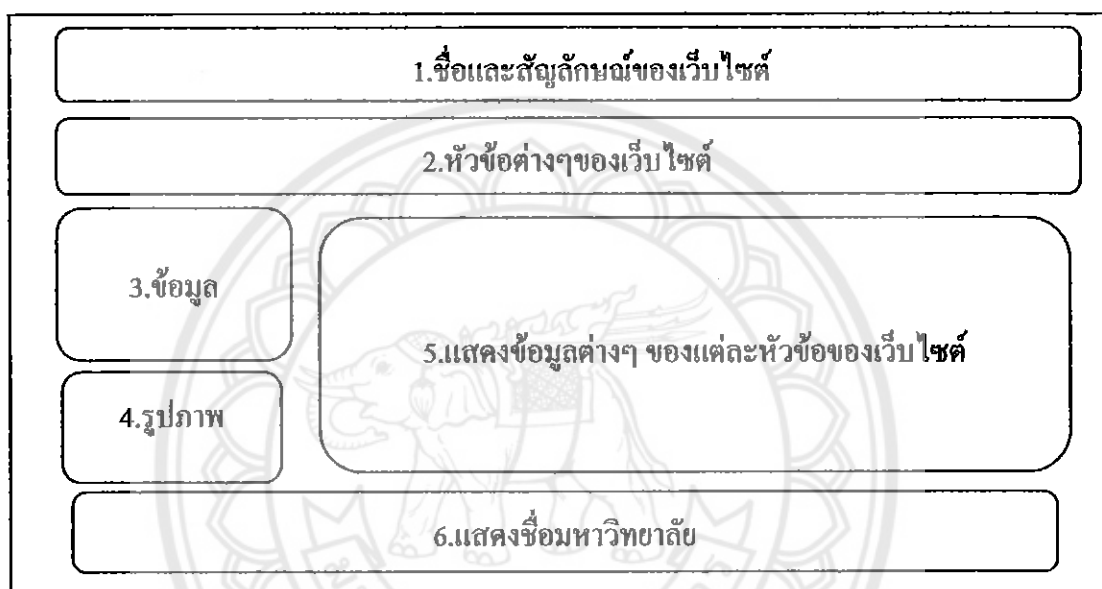 1.ชื่อและสัญลักษณ์ของเว็บไซต์
2.หัวข้อต่างๆของเว็บไซต์
3.ข้อมูล
4.รูปภาพ
5.แสดงข้อมูลต่างๆ ของแต่ละหัวข้อของเว็บไซต์
6.แสดงชื่อมหาวิทยาลัย